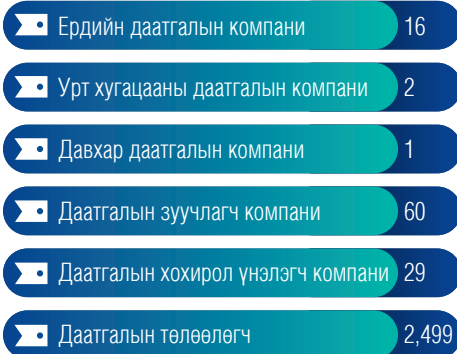 Ердийн даатгалын компани 16
Урт хугацааны даатгалын компани 2
Давхар даатгалын компани 1
Даатгалын зуучлагч компани 60
Даатгалын хохирол үнэлэгч компани 29
Даатгалын төлөөлөгч 2,499